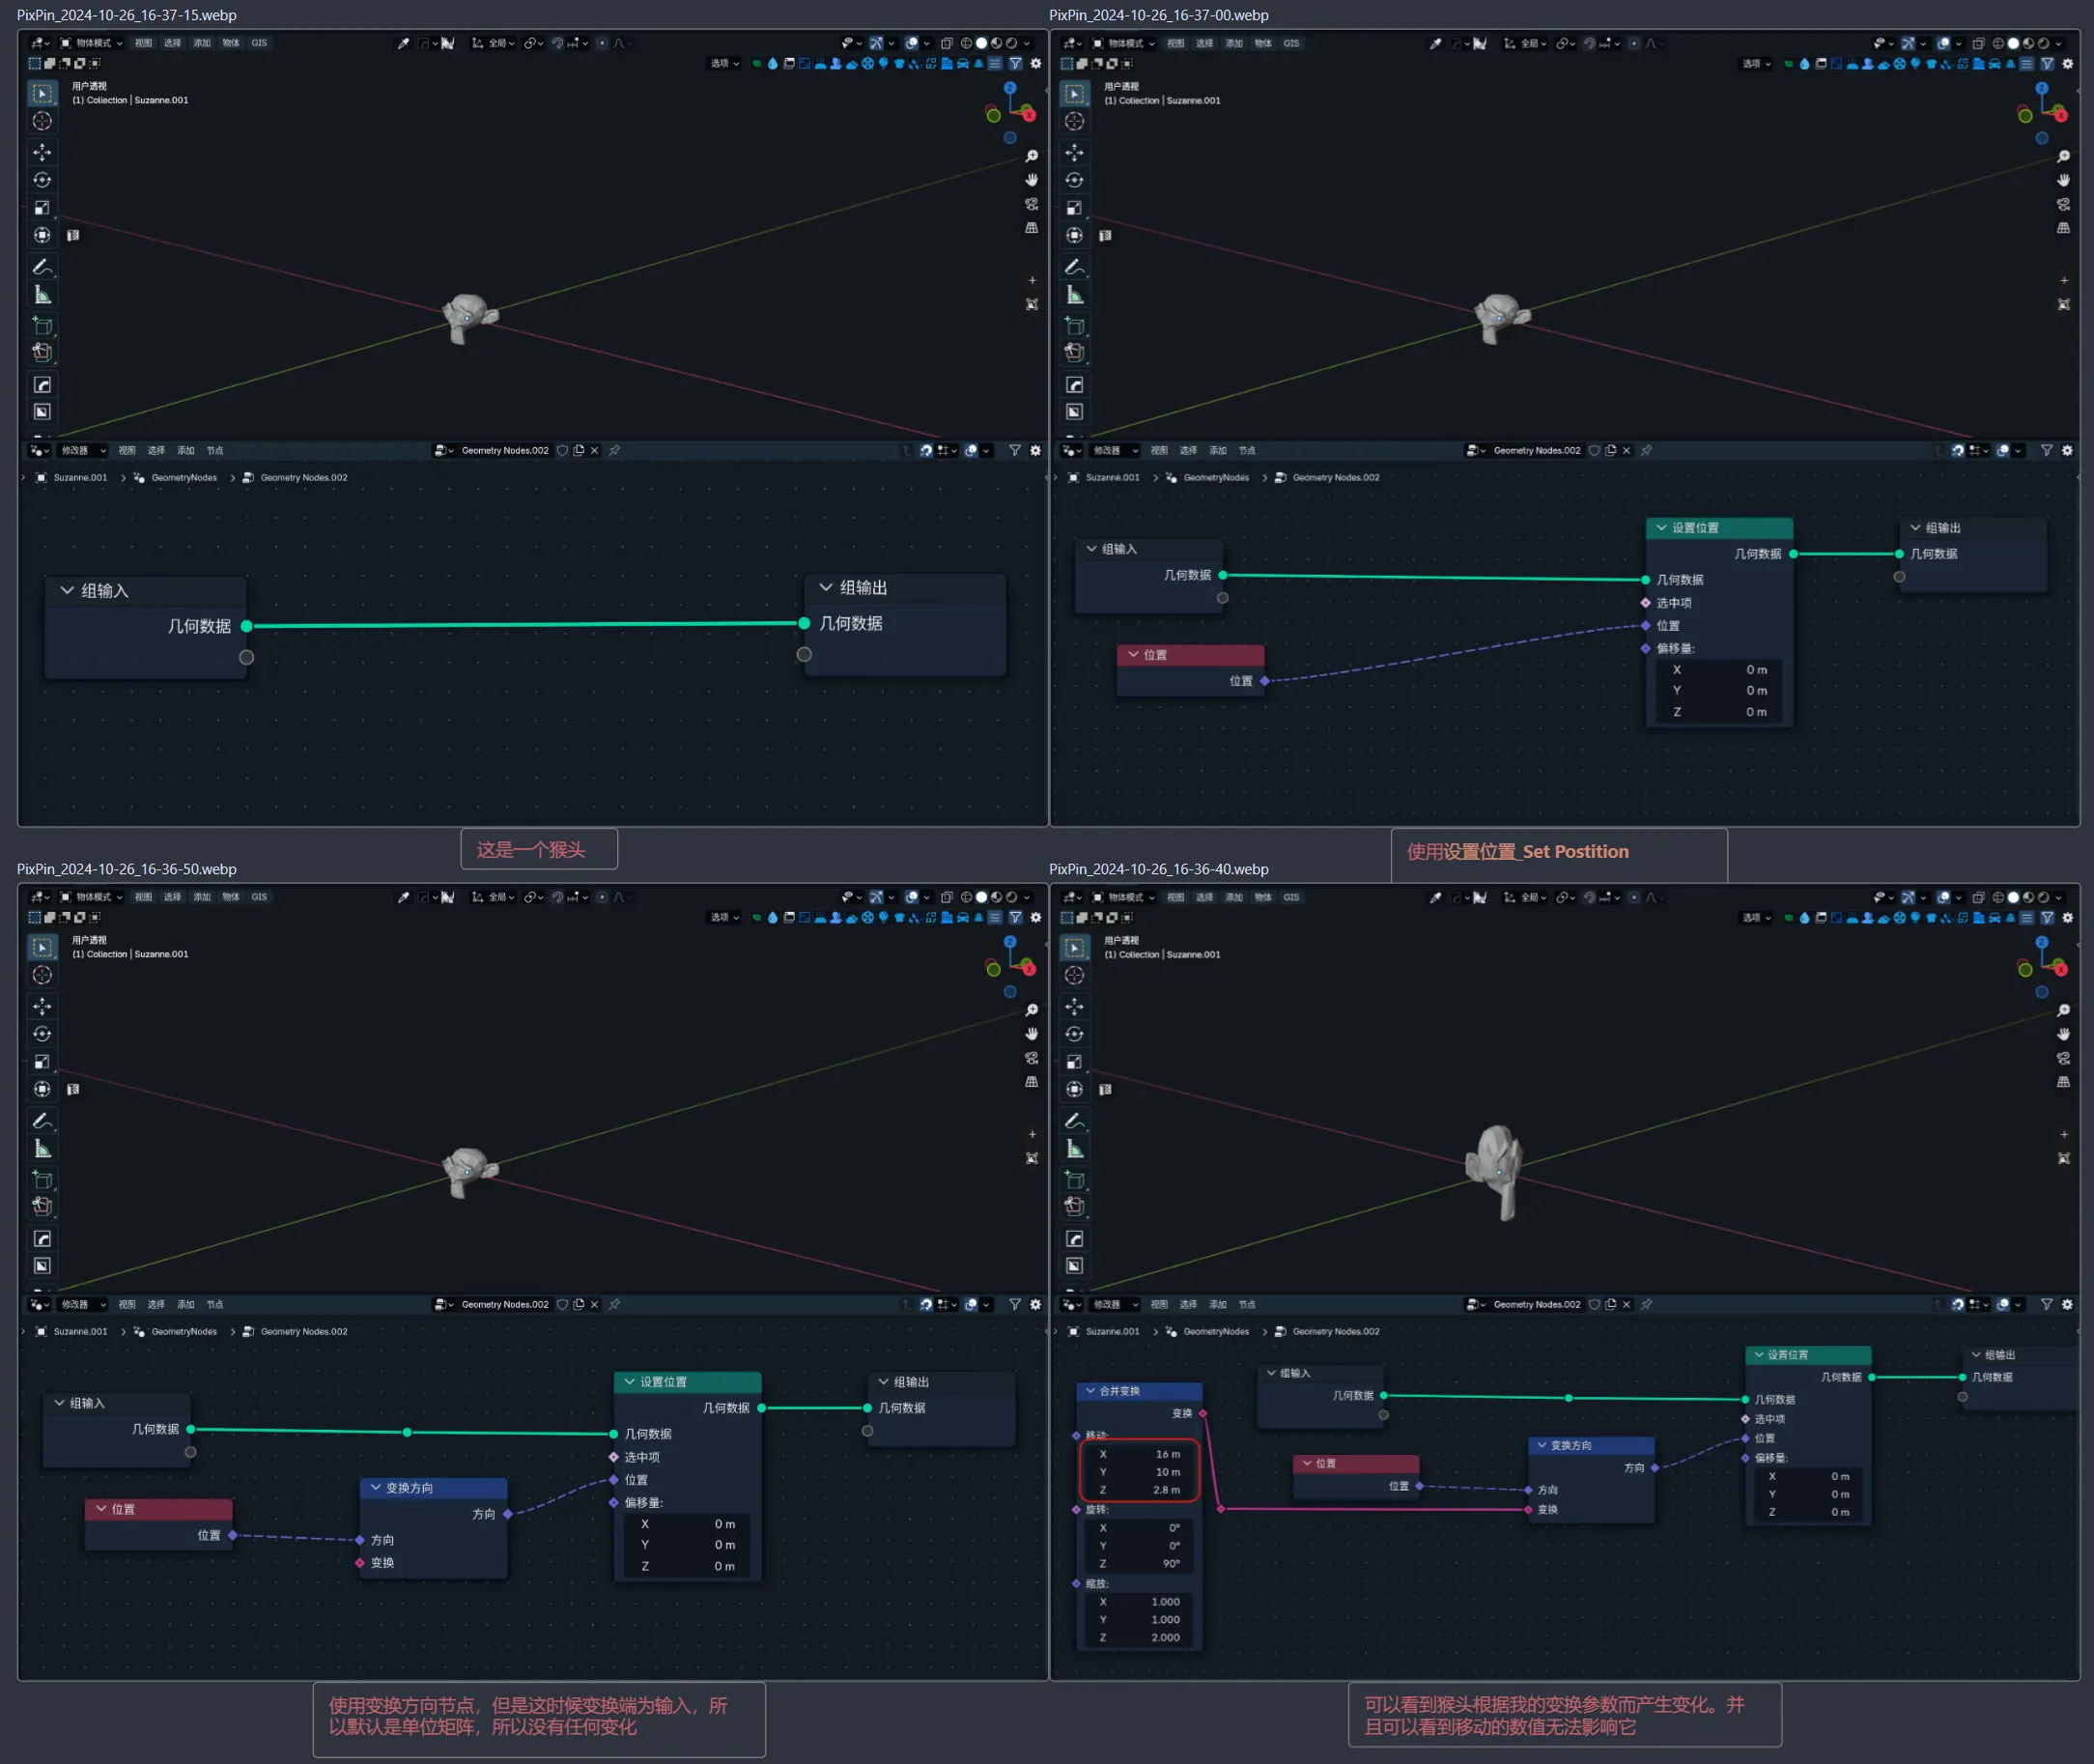 PixPin_2024-10-26_16-37-15.webp
物体模式 视图 选择 添加 物体 GIS
全局
选项
用户透视
(1) Collection | Suzanne.001
Z
X
修改器 视图 选择 添加 节点
Geometry Nodes.002
Suzanne.001 GeometryNodes Geometry Nodes.002
组输入
几何数据
组输出
几何数据
这是一个猴头
PixPin_2024-10-26_16-37-00.webp
物体模式 视图 选择 添加 物体 GIS
全局
选项
用户透视
(1) Collection | Suzanne.001
Z
X
修改器 视图 选择 添加 节点
Geometry Nodes.002
Suzanne.001 GeometryNodes Geometry Nodes.002
组输入
几何数据
位置
位置
设置位置
几何数据
几何数据
选中项
位置
偏移量:
X 0 m
Y 0 m
Z 0 m
组输出
几何数据
使用设置位置_Set Postition
PixPin_2024-10-26_16-36-50.webp
物体模式 视图 选择 添加 物体 GIS
全局
选项
用户透视
(1) Collection | Suzanne.001
Z
X
修改器 视图 选择 添加 节点
Geometry Nodes.002
Suzanne.001 GeometryNodes Geometry Nodes.002
组输入
几何数据
位置
位置
变换方向
方向
方向
变换
设置位置
几何数据
几何数据
选中项
位置
偏移量:
X 0 m
Y 0 m
Z 0 m
组输出
几何数据
使用变换方向节点，但是这时候变换端为输入，所
以默认是单位矩阵，所以没有任何变化
PixPin_2024-10-26_16-36-40.webp
物体模式 视图 选择 添加 物体 GIS
全局
选项
用户透视
(1) Collection | Suzanne.001
Z
X
修改器 视图 选择 添加 节点
Geometry Nodes.002
Suzanne.001 GeometryNodes Geometry Nodes.002
合并变换
变换
移动:
X 16 m
Y 10 m
Z 2.8 m
旋转:
X 0°
Y 0°
Z 90°
缩放:
X 1.000
Y 1.000
Z 2.000
组输入
几何数据
位置
位置
变换方向
方向
方向
变换
设置位置
几何数据
几何数据
选中项
位置
偏移量:
X 0 m
Y 0 m
Z 0 m
组输出
几何数据
可以看到猴头根据我的变换参数而产生变化。并
且可以看到移动的数值无法影响它